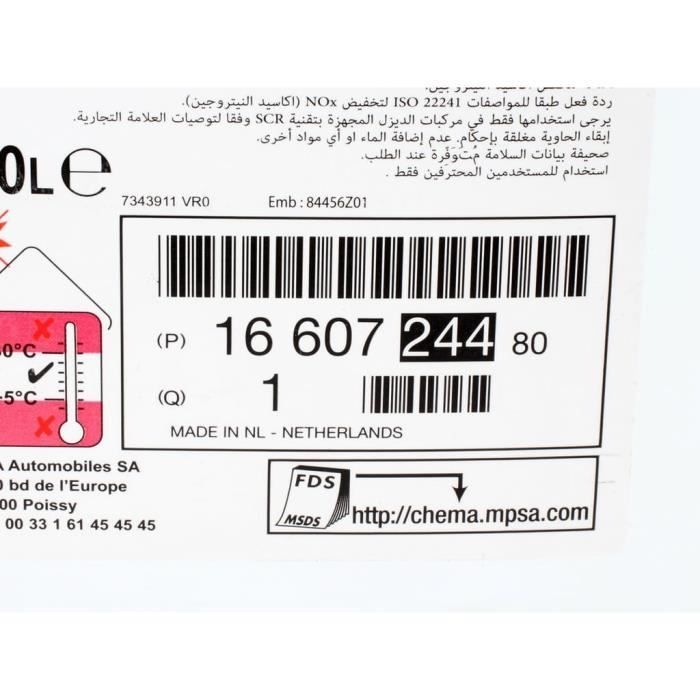 ردة فعل طبقا للمواصفات ISO 22241 لتخفيض NOx (اكاسيد النيتروجين).
يرجى استخدامها فقط في مركبات الديزل المجهزة بتقنية SCR وفقا لتوصيات العلامة التجارية.
إبقاء الحاوية مغلقة بإحكام. عدم إضافة الماء او أي مواد أخرى.
صحيفة بيانات السلامة مُتوَفّرة عند الطلب.
استخدام للمستخدمين المحترفين فقط .
0L ℮
7343911 VR0 Emb : 84456Z01
(P) 16 607 244 80
(Q) 1
MADE IN NL - NETHERLANDS
0°C
-5°C
A Automobiles SA
0 bd de l'Europe
00 Poissy
00 33 1 61 45 45 45
FDS
MSDS
http://chema.mpsa.com